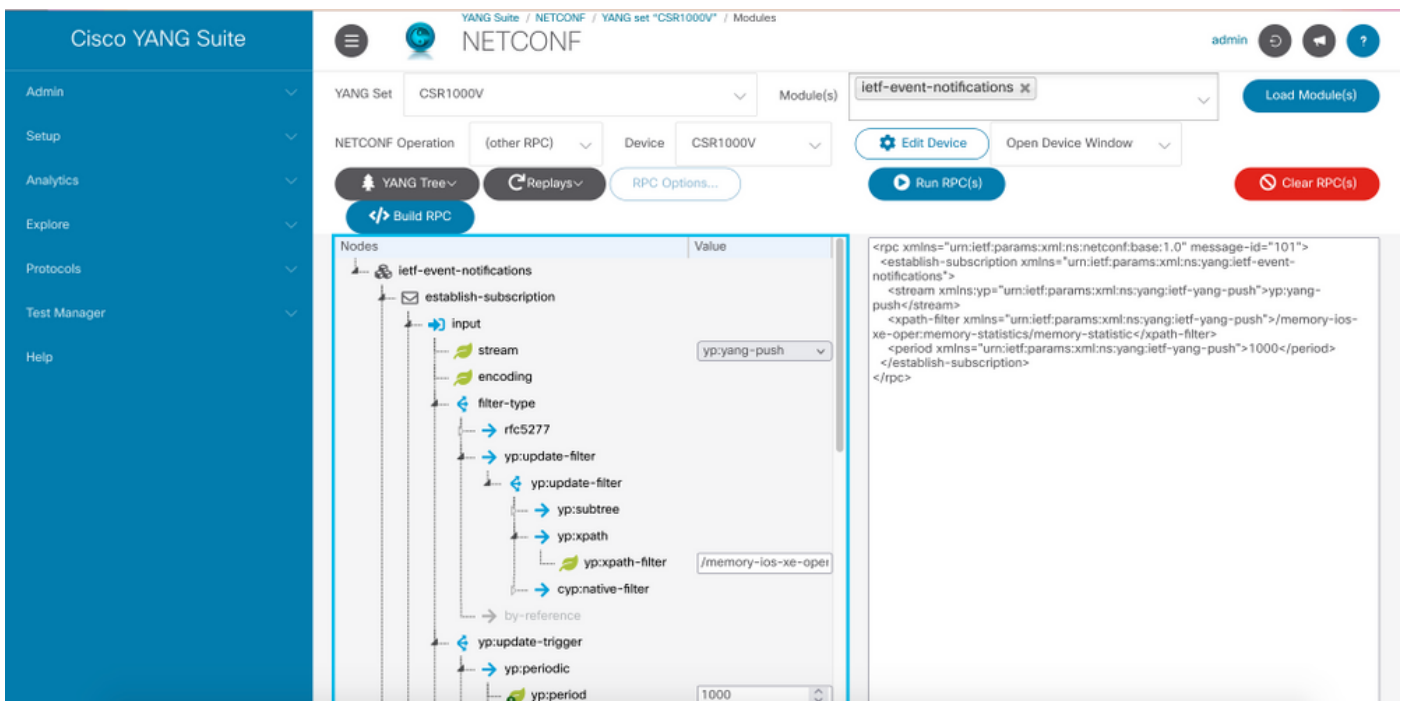 Cisco YANG Suite
YANG Suite / NETCONF / YANG set "CSR1000V" / Modules
NETCONF
admin
?
Admin
Setup
Analytics
Explore
Protocols
Test Manager
Help
YANG Set
CSR1000V
Module(s)
ietf-event-notifications
Load Module(s)
NETCONF Operation
(other RPC)
Device
CSR1000V
Edit Device
Open Device Window
YANG Tree
Replays
RPC Options...
Run RPC(s)
Clear RPC(s)
</> Build RPC
Nodes Value
ietf-event-notifications
establish-subscription
input
stream yp:yang-push
encoding
filter-type
rfc5277
yp:update-filter
yp:update-filter
yp:subtree
yp:xpath
yp:xpath-filter /memory-ios-xe-oper
cyp:native-filter
by-reference
yp:update-trigger
yp:periodic
yp:period 1000
<rpc xmlns="urn:ietf:params:xml:ns:netconf:base:1.0" message-id="101">
<establish-subscription xmlns="urn:ietf:params:xml:ns:yang:ietf-event-
notifications">
<stream xmlns:yp="urn:ietf:params:xml:ns:yang:ietf-yang-push">yp:yang-
push</stream>
<xpath-filter xmlns="urn:ietf:params:xml:ns:yang:ietf-yang-push">/memory-ios-
xe-oper:memory-statistics/memory-statistic</xpath-filter>
<period xmlns="urn:ietf:params:xml:ns:yang:ietf-yang-push">1000</period>
</establish-subscription>
</rpc>